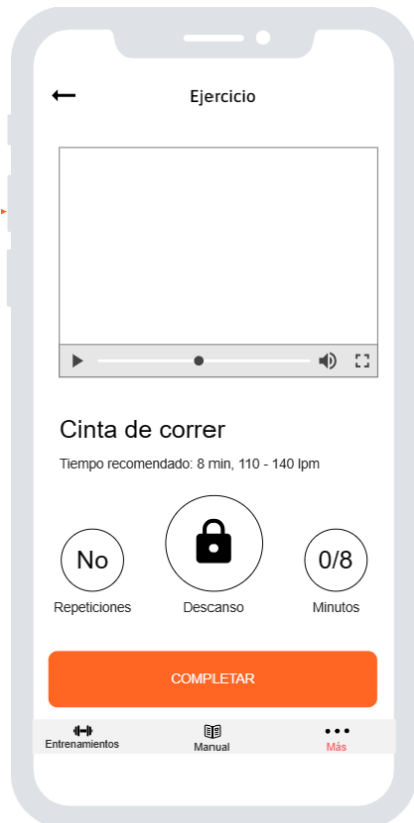 Ejercicio
Cinta de correr
Tiempo recomendado: 8 min, 110 - 140 lpm
No
0/8
Repeticiones
Descanso
Minutos
COMPLETAR
Entrenamientos
Manual
Más